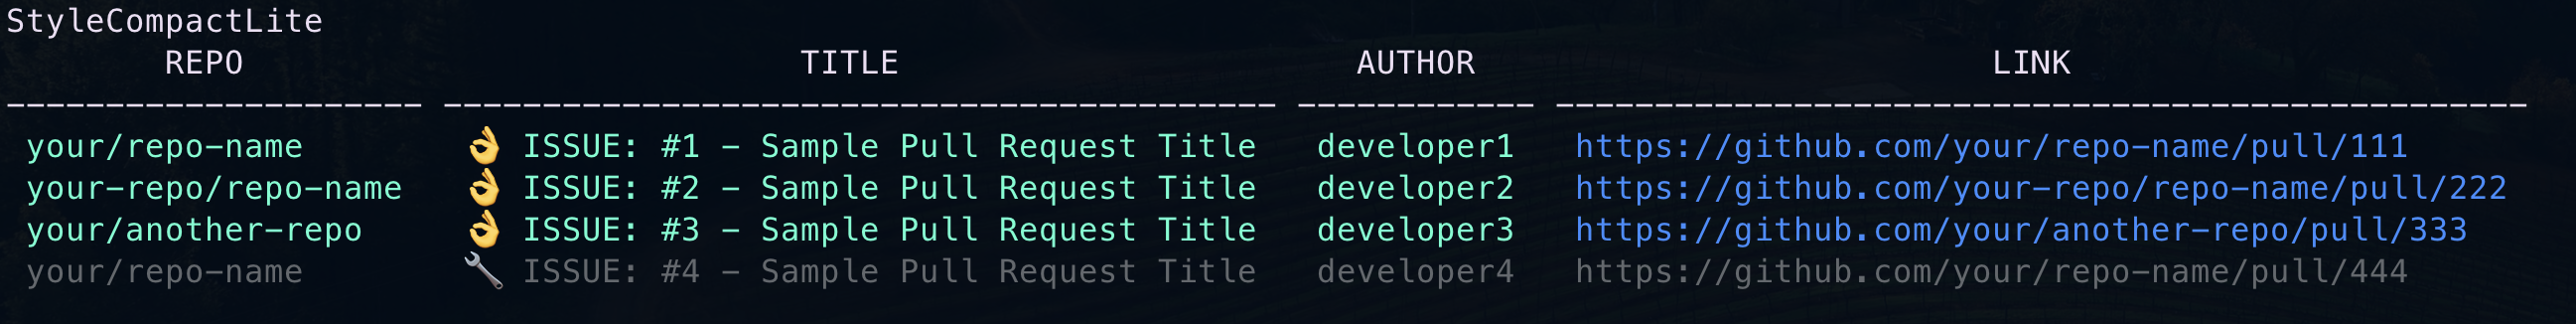 StyleCompactLite
REPO TITLE AUTHOR LINK
--------------------- ------------------------------------------ ------------ -------------------------------------------------
your/repo-name 👌 ISSUE: #1 - Sample Pull Request Title developer1 https://github.com/your/repo-name/pull/111
your-repo/repo-name 👌 ISSUE: #2 - Sample Pull Request Title developer2 https://github.com/your-repo/repo-name/pull/222
your/another-repo 👌 ISSUE: #3 - Sample Pull Request Title developer3 https://github.com/your/another-repo/pull/333
your/repo-name 🔧 ISSUE: #4 - Sample Pull Request Title developer4 https://github.com/your/repo-name/pull/444